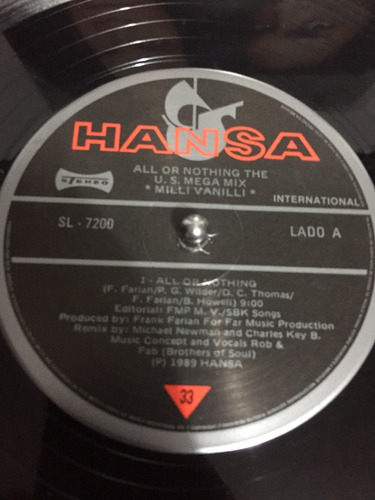 HANSA
ALL OR NOTHING THE
U. S. MEGA MIX
* MILLI VANILLI *
INTERNATIONAL
STEREO
SL - 7200
LADO A
1 - ALL OR NOTHING
(F. Farian/P. G. Wilder/D. C. Thomas/
F. Farian/B. Howell) 9:00
Editorial: FMP M. V./SBK Songs
Produced by: Frank Farian For Far Music Production
Remix by: Michael Newman and Charles Key B.
Music Concept and Vocals Rob &
Fab (Brothers of Soul)
(P) 1989 HANSA
33